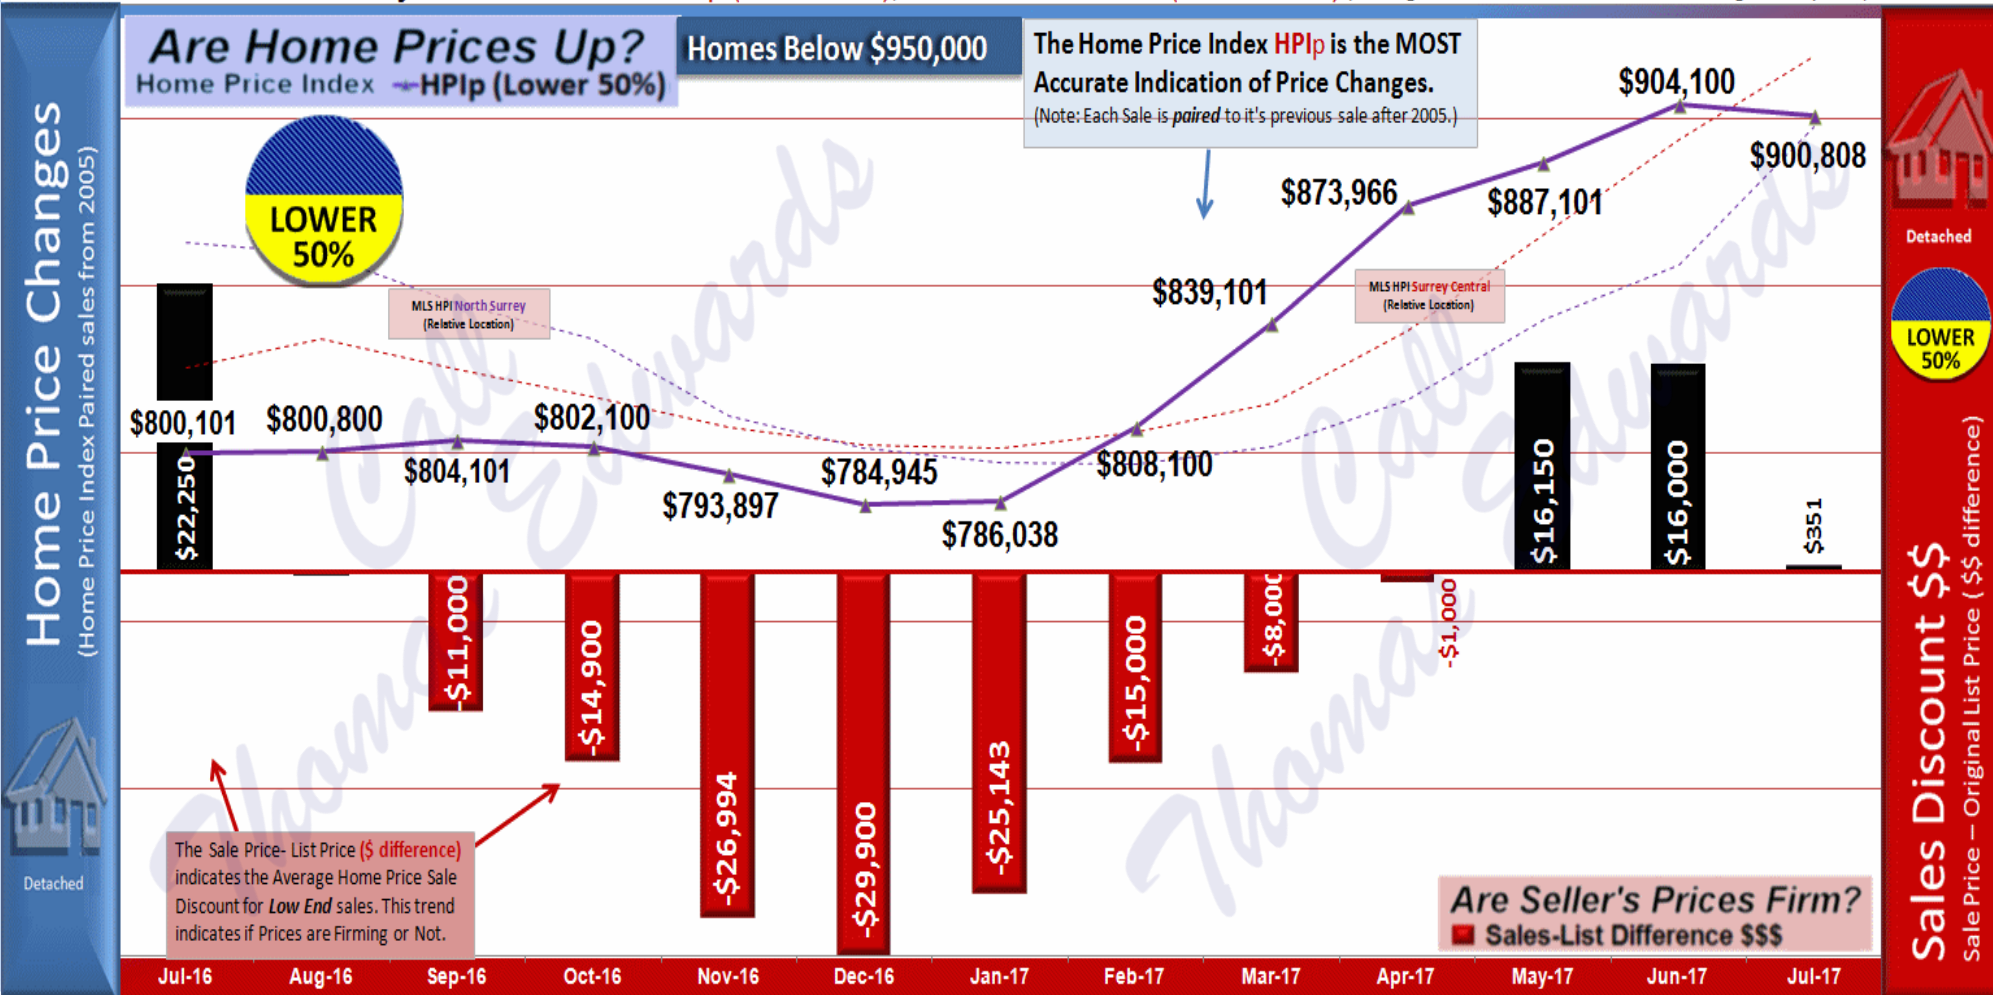 Are Home Prices Up?
Home Price Index HPIp (Lower 50%)
Homes Below $950,000
The Home Price Index HPIp is the MOST
Accurate Indication of Price Changes.
(Note: Each Sale is paired to it's previous sale after 2005.)
Home Price Changes
(Home Price Index Paired sales from 2005)
Detached
LOWER
50%
MLS HPI North Surrey
(Relative Location)
MLS HPI Surrey Central
(Relative Location)
$800,101
$800,800
$804,101
$802,100
$793,897
$784,945
$786,038
$808,100
$839,101
$873,966
$887,101
$904,100
$900,808
$22,250
-$11,000
-$14,900
-$26,994
-$29,900
-$25,143
-$15,000
-$8,000
-$1,000
$16,150
$16,000
$351
Call
Edwards
Thomas
Call
Edwards
Thomas
The Sale Price- List Price ($ difference)
indicates the Average Home Price Sale
Discount for Low End sales. This trend
indicates if Prices are Firming or Not.
Are Seller's Prices Firm?
Sales-List Difference $$$
Jul-16 Aug-16 Sep-16 Oct-16 Nov-16 Dec-16 Jan-17 Feb-17 Mar-17 Apr-17 May-17 Jun-17 Jul-17
Detached
LOWER
50%
Sales Discount $$
Sale Price – Original List Price ( $$ difference)